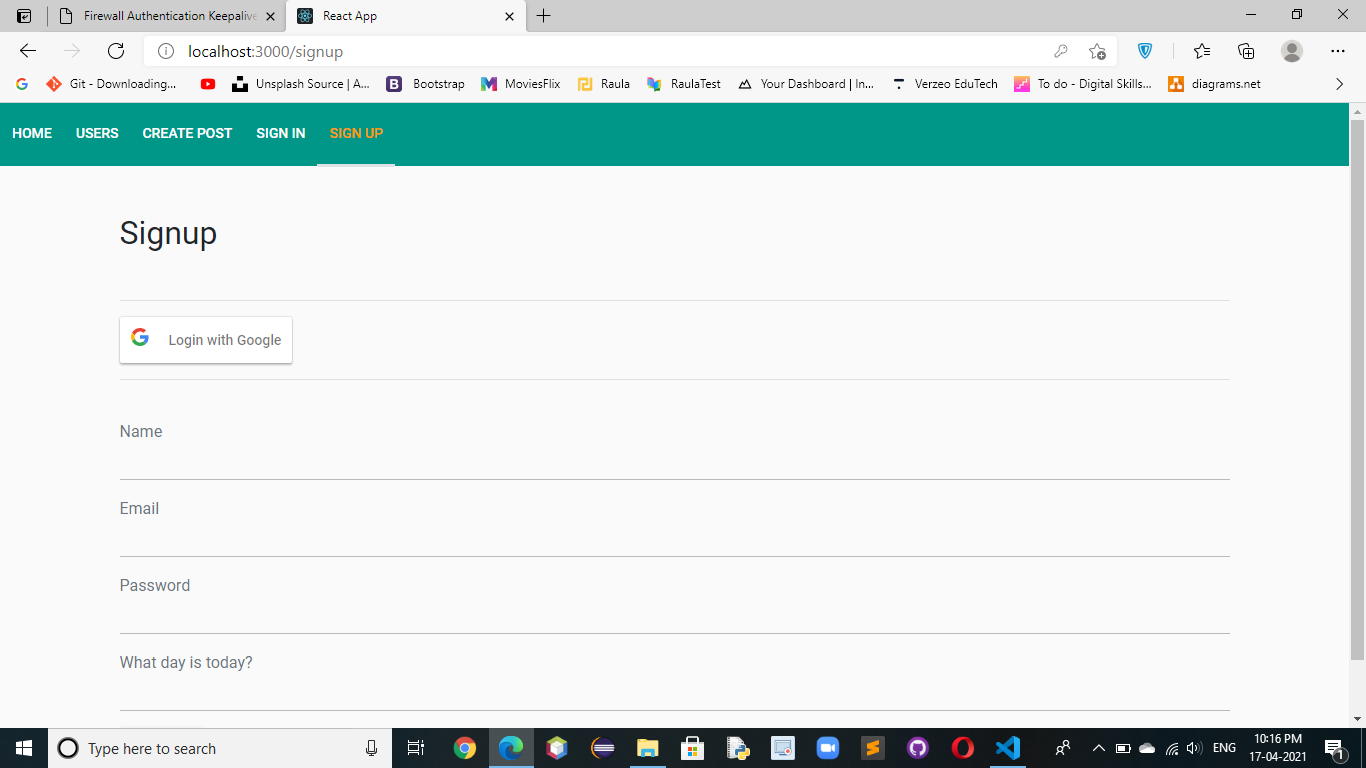 Firewall Authentication Keepalive
React App
localhost:3000/signup
Git - Downloading...
Unsplash Source | A...
Bootstrap
MoviesFlix
Raula
RaulaTest
Your Dashboard | In...
Verzeo EduTech
To do - Digital Skills...
diagrams.net
HOME USERS CREATE POST SIGN IN SIGN UP
Signup
Login with Google
Name
Email
Password
What day is today?
Type here to search
ENG
10:16 PM
17-04-2021
1